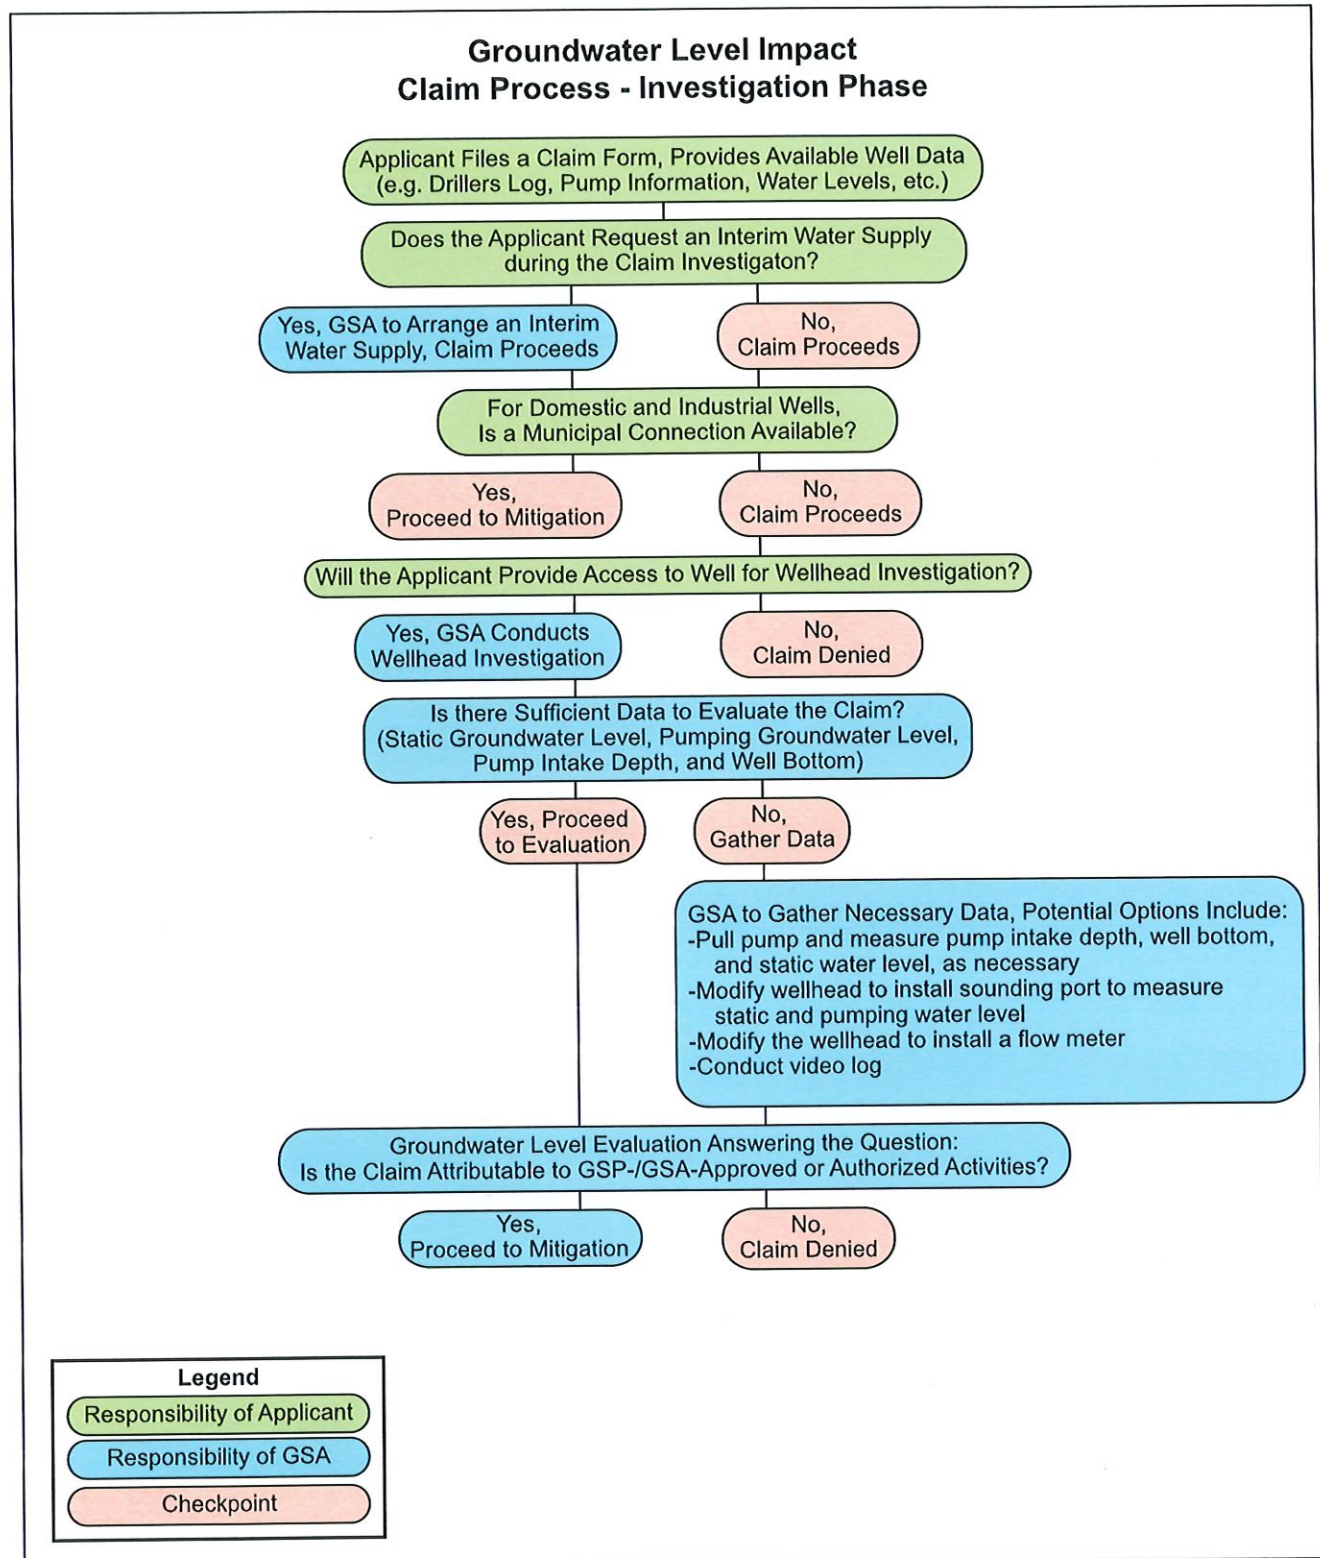 Groundwater Level Impact
Claim Process - Investigation Phase
Applicant Files a Claim Form, Provides Available Well Data
(e.g. Drillers Log, Pump Information, Water Levels, etc.)
Does the Applicant Request an Interim Water Supply
during the Claim Investigaton?
Yes, GSA to Arrange an Interim
Water Supply, Claim Proceeds
No,
Claim Proceeds
For Domestic and Industrial Wells,
Is a Municipal Connection Available?
Yes,
Proceed to Mitigation
No,
Claim Proceeds
Will the Applicant Provide Access to Well for Wellhead Investigation?
Yes, GSA Conducts
Wellhead Investigation
No,
Claim Denied
Is there Sufficient Data to Evaluate the Claim?
(Static Groundwater Level, Pumping Groundwater Level,
Pump Intake Depth, and Well Bottom)
Yes, Proceed
to Evaluation
No,
Gather Data
GSA to Gather Necessary Data, Potential Options Include:
-Pull pump and measure pump intake depth, well bottom,
and static water level, as necessary
-Modify wellhead to install sounding port to measure
static and pumping water level
-Modify the wellhead to install a flow meter
-Conduct video log
Groundwater Level Evaluation Answering the Question:
Is the Claim Attributable to GSP-/GSA-Approved or Authorized Activities?
Yes,
Proceed to Mitigation
No,
Claim Denied
Legend
Responsibility of Applicant
Responsibility of GSA
Checkpoint